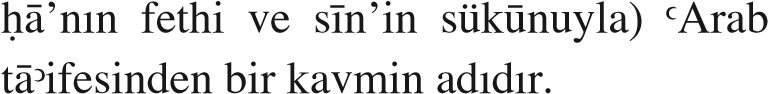 ḥā’nın fethi ve sīn’in sükūnuyla) ʿArab
tāʾifesinden bir kavmin adıdır.